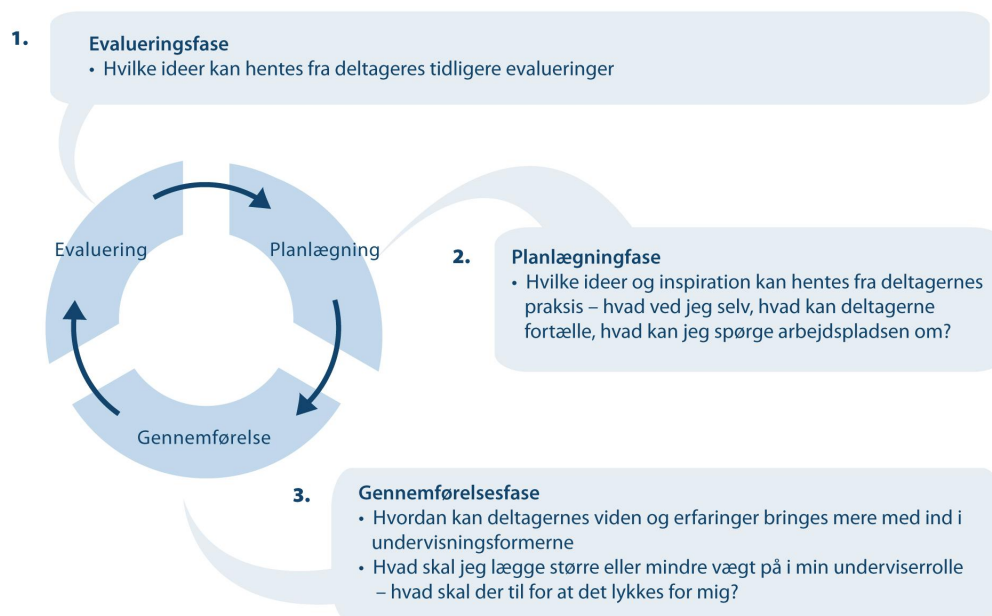 1.
Evalueringsfase
• Hvilke ideer kan hentes fra deltageres tidligere evalueringer
Evaluering
Planlægning
Gennemførelse
2.
Planlægningfase
• Hvilke ideer og inspiration kan hentes fra deltagernes
praksis – hvad ved jeg selv, hvad kan deltagerne
fortælle, hvad kan jeg spørge arbejdspladsen om?
3.
Gennemførelsesfase
• Hvordan kan deltagernes viden og erfaringer bringes mere med ind i
undervisningsformerne
• Hvad skal jeg lægge større eller mindre vægt på i min underviserrolle
– hvad skal der til for at det lykkes for mig?